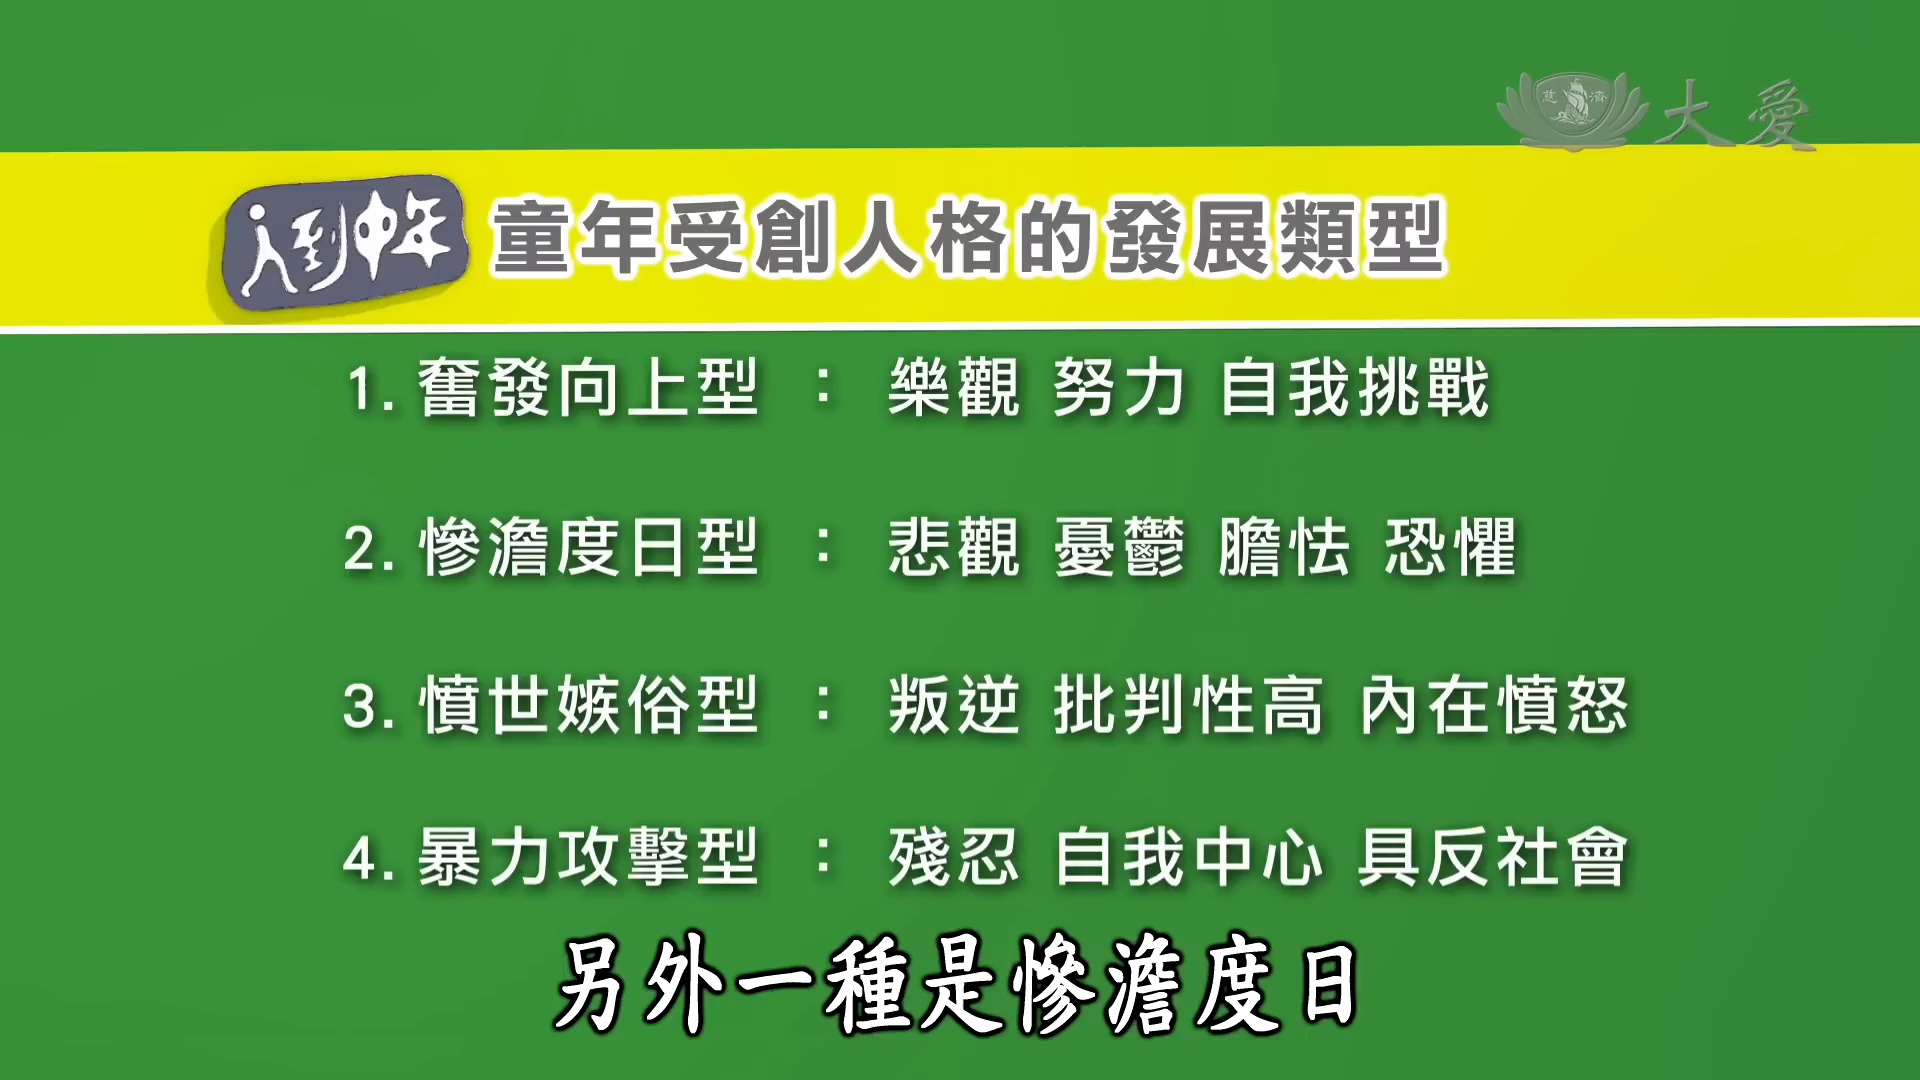 慈濟 大愛
人到中年 童年受創人格的發展類型
1. 奮發向上型 : 樂觀 努力 自我挑戰
2. 慘澹度日型 : 悲觀 憂鬱 膽怯 恐懼
3. 憤世嫉俗型 : 叛逆 批判性高 內在憤怒
4. 暴力攻擊型 : 殘忍 自我中心 具反社會
另外一種是慘澹度日